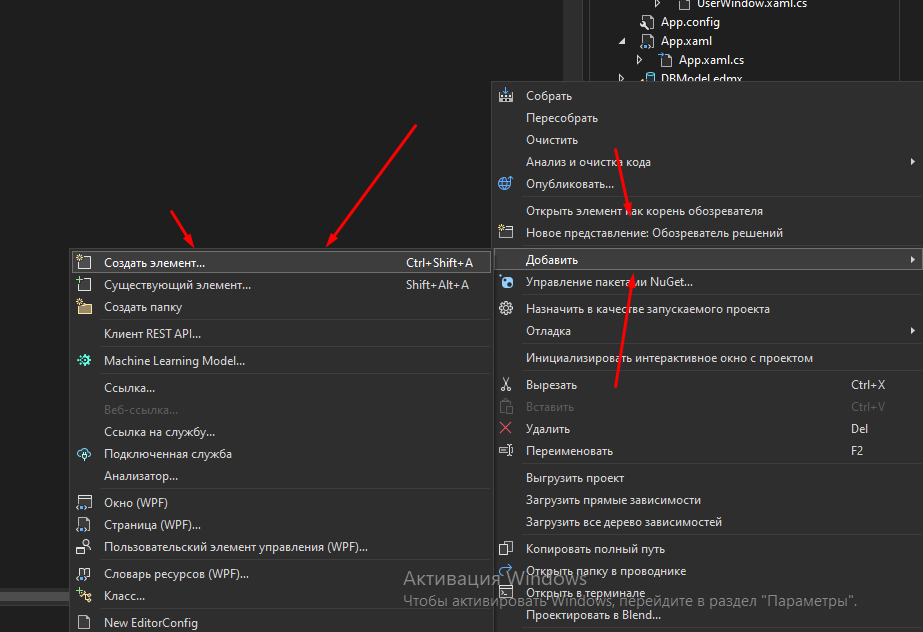 UserWindow.xaml.cs
App.config
App.xaml
App.xaml.cs
DBModel.edmx
Собрать
Пересобрать
Очистить
Анализ и очистка кода
Опубликовать...
Открыть элемент как корень обозревателя
Новое представление: Обозреватель решений
Добавить
Управление пакетами NuGet...
Назначить в качестве запускаемого проекта
Отладка
Инициализировать интерактивное окно с проектом
Вырезать Ctrl+X
Вставить Ctrl+V
Удалить Del
Переименовать F2
Выгрузить проект
Загрузить прямые зависимости
Загрузить все дерево зависимостей
Копировать полный путь
Открыть папку в проводнике
Открыть в терминале
Проектировать в Blend...
Создать элемент... Ctrl+Shift+A
Существующий элемент... Shift+Alt+A
Создать папку
Клиент REST API...
Machine Learning Model...
Ссылка...
Веб-ссылка...
Ссылка на службу...
Подключенная служба
Анализатор...
Окно (WPF)
Страница (WPF)...
Пользовательский элемент управления (WPF)...
Словарь ресурсов (WPF)...
Класс...
New EditorConfig
Активация Windows
Чтобы активировать Windows, перейдите в раздел "Параметры".